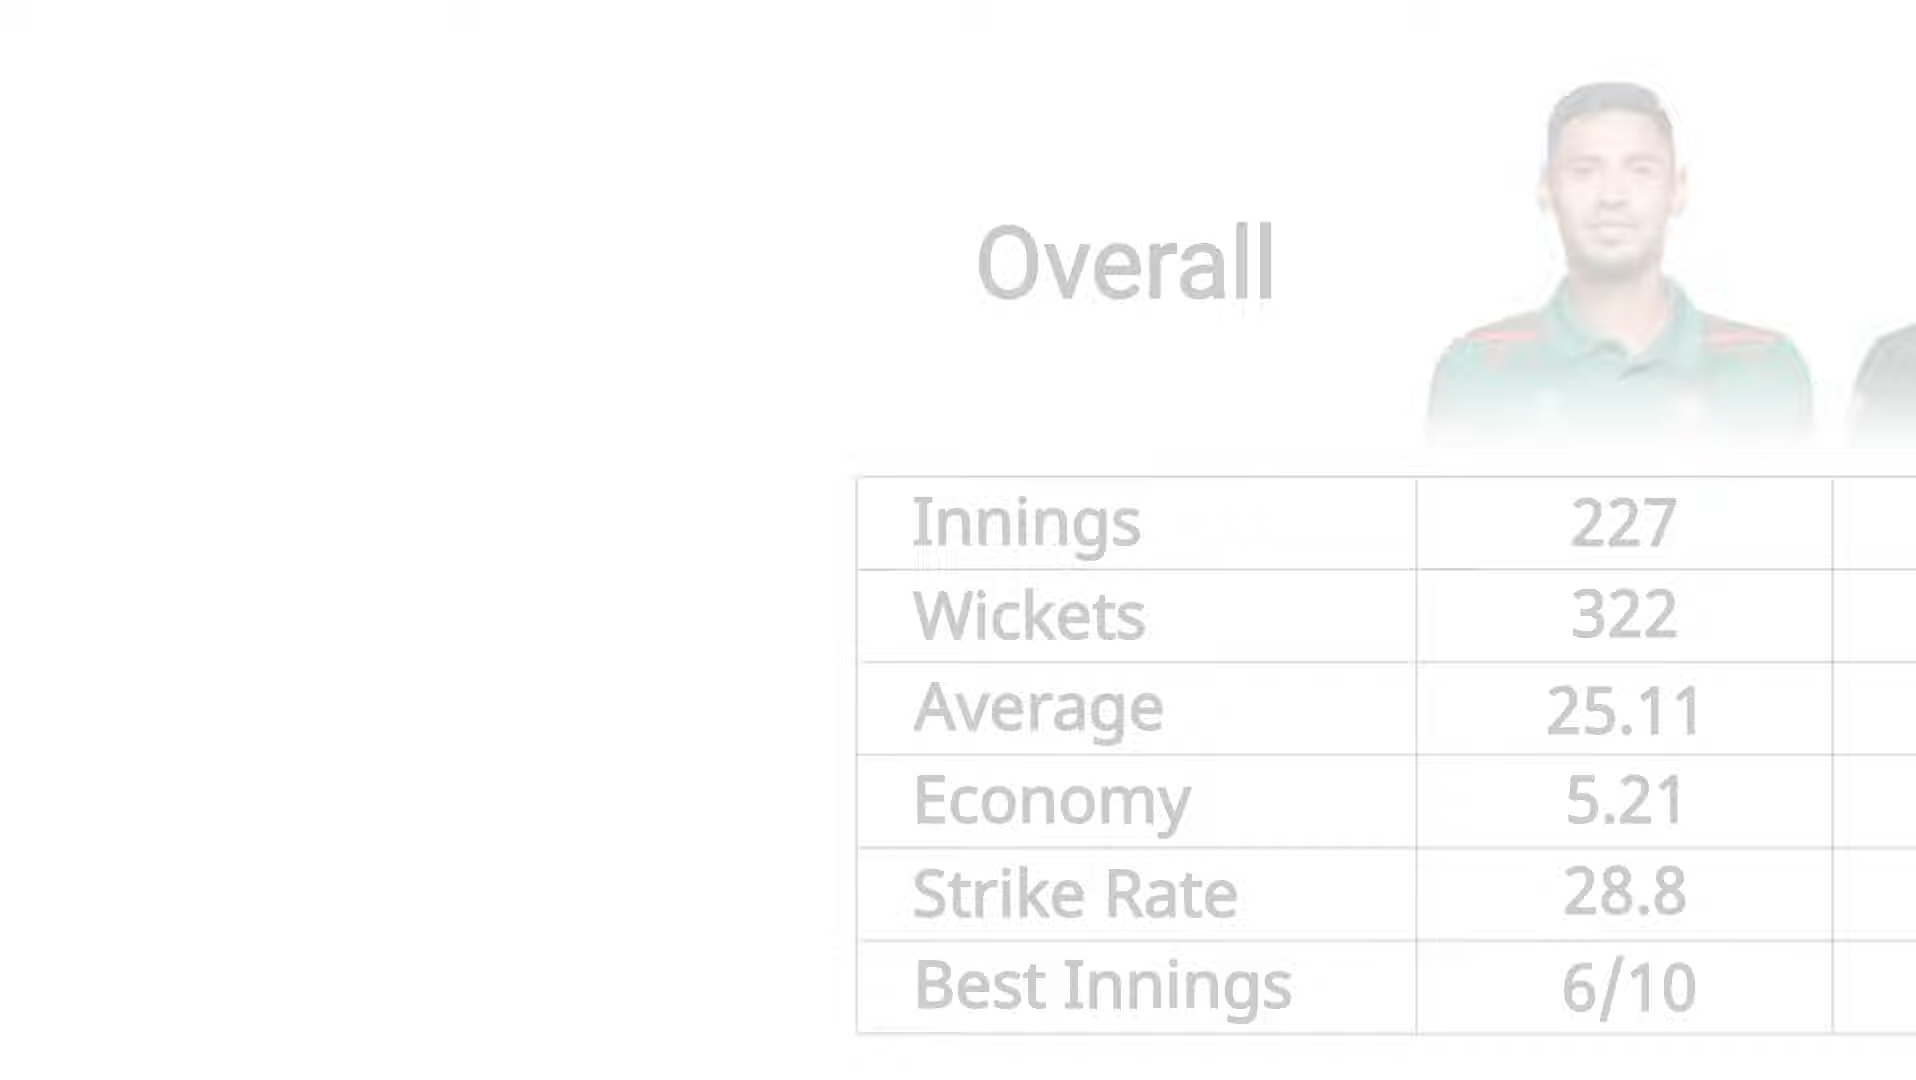 Overall
Innings 227
Wickets 322
Average 25.11
Economy 5.21
Strike Rate 28.8
Best Innings 6/10